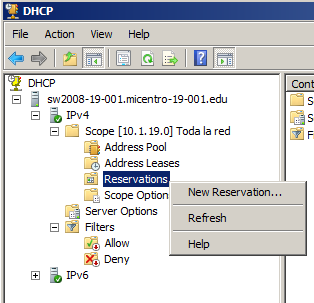 DHCP
File Action View Help
DHCP
sw2008-19-001.micentro-19-001.edu
IPv4
Scope [10.1.19.0] Toda la red
Address Pool
Address Leases
Reservations
Scope Option
Server Options
Filters
Allow
Deny
IPv6
New Reservation...
Refresh
Help
Cont
S
S
F